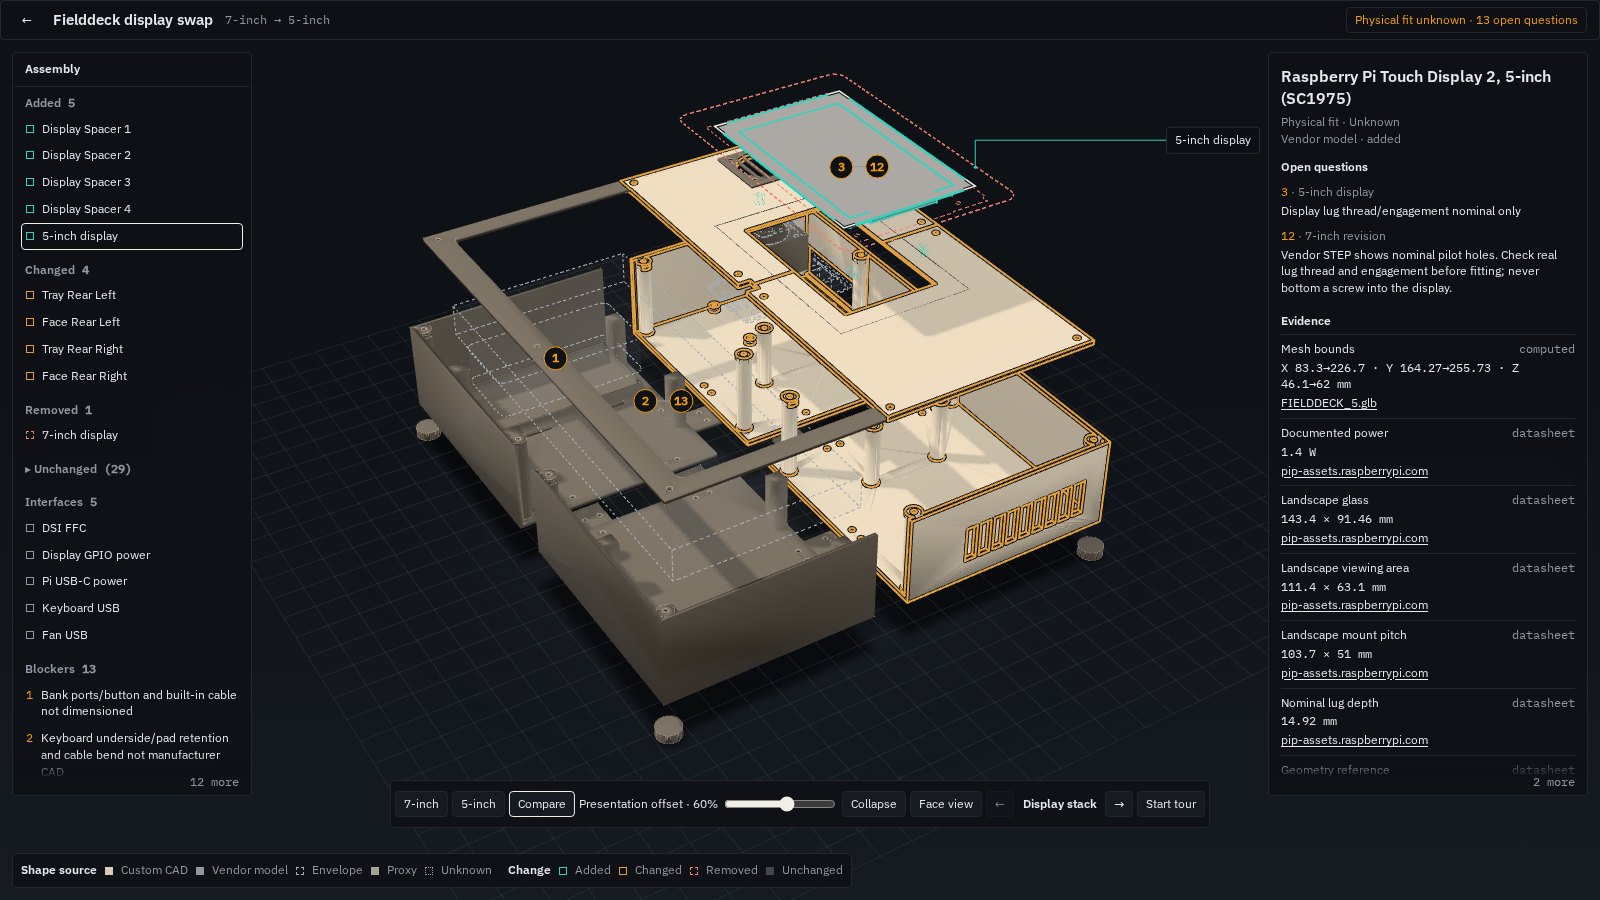 ← Fielddeck display swap 7-inch → 5-inch
Physical fit unknown · 13 open questions
Assembly
Added 5
Display Spacer 1
Display Spacer 2
Display Spacer 3
Display Spacer 4
5-inch display
Changed 4
Tray Rear Left
Face Rear Left
Tray Rear Right
Face Rear Right
Removed 1
7-inch display
▸ Unchanged (29)
Interfaces 5
DSI FFC
Display GPIO power
Pi USB-C power
Keyboard USB
Fan USB
Blockers 13
1 Bank ports/button and built-in cable
not dimensioned
2 Keyboard underside/pad retention
and cable bend not manufacturer
CAD
12 more
3
12
5-inch display
1
2
13
Raspberry Pi Touch Display 2, 5-inch
(SC1975)
Physical fit · Unknown
Vendor model · added
Open questions
3 · 5-inch display
Display lug thread/engagement nominal only
12 · 7-inch revision
Vendor STEP shows nominal pilot holes. Check real
lug thread and engagement before fitting; never
bottom a screw into the display.
Evidence
Mesh bounds computed
X 83.3→226.7 · Y 164.27→255.73 · Z
46.1→62 mm
FIELDDECK_5.glb
Documented power datasheet
1.4 W
pip-assets.raspberrypi.com
Landscape glass datasheet
143.4 × 91.46 mm
pip-assets.raspberrypi.com
Landscape viewing area datasheet
111.4 × 63.1 mm
pip-assets.raspberrypi.com
Landscape mount pitch datasheet
103.7 × 51 mm
pip-assets.raspberrypi.com
Nominal lug depth datasheet
14.92 mm
pip-assets.raspberrypi.com
Geometry reference datasheet
2 more
7-inch 5-inch Compare Presentation offset · 60% Collapse Face view ← Display stack → Start tour
Shape source Custom CAD Vendor model Envelope Proxy Unknown Change Added Changed Removed Unchanged